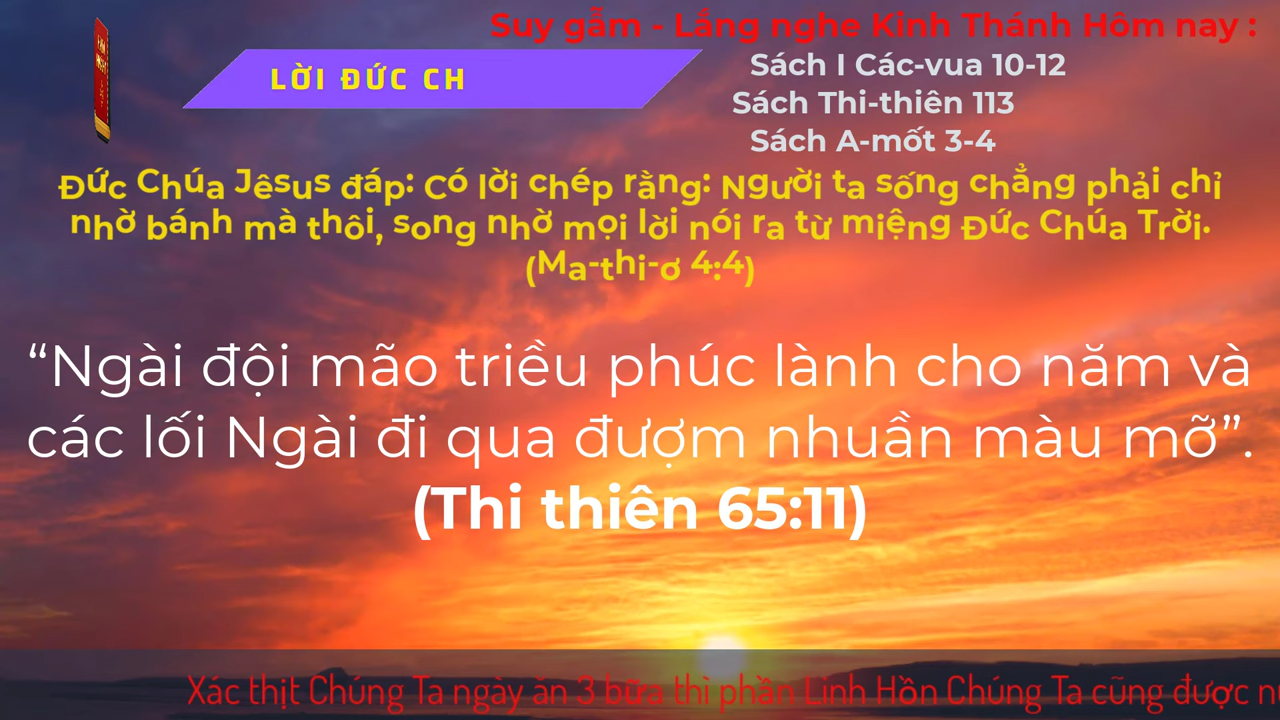 Suy gẫm - Lắng nghe Kinh Thánh Hôm nay :
LỜI ĐỨC CH
Sách I Các-vua 10-12
Sách Thi-thiên 113
Sách A-mốt 3-4
Đức Chúa Jêsus đáp: Có lời chép rằng: Người ta sống chẳng phải chỉ
nhờ bánh mà thôi, song nhờ mọi lời nói ra từ miệng Đức Chúa Trời.
(Ma-thi-ơ 4:4)
“Ngài đội mão triều phúc lành cho năm và
các lối Ngài đi qua đượm nhuần màu mỡ”.
(Thi thiên 65:11)
Xác thịt Chúng Ta ngày ăn 3 bữa thì phần Linh Hồn Chúng Ta cũng được